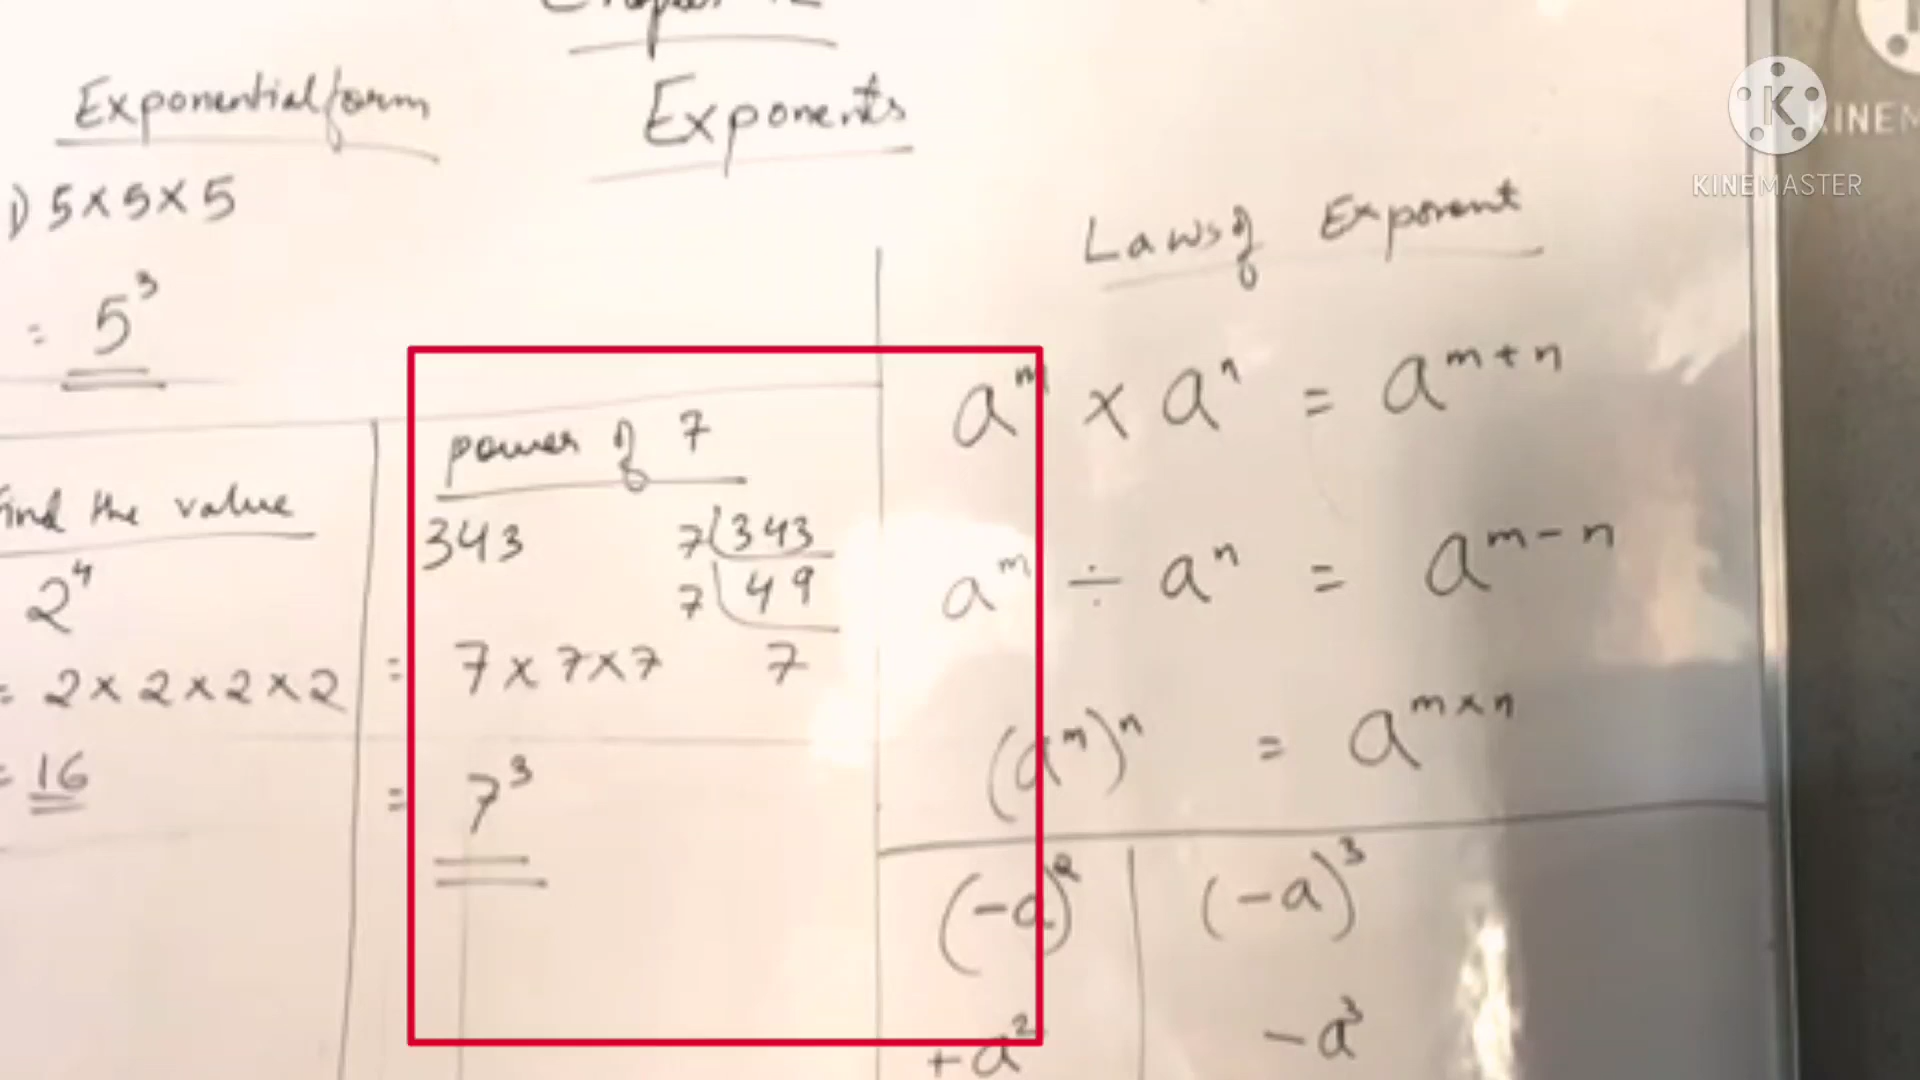 Exponents
Exponential form
1) 5×5×5
= 5³
Find the value
2⁴
= 2×2×2×2
= 16
power of 7
343
7 343
7 49
7
= 7×7×7
= 7³
Laws of Exponent
aᵐ × aⁿ = aᵐ⁺ⁿ
aᵐ ÷ aⁿ = aᵐ⁻ⁿ
(aᵐ)ⁿ = aᵐˣⁿ
(-a)² (-a)³
+a² -a³
K
KINEMASTER
KINEM